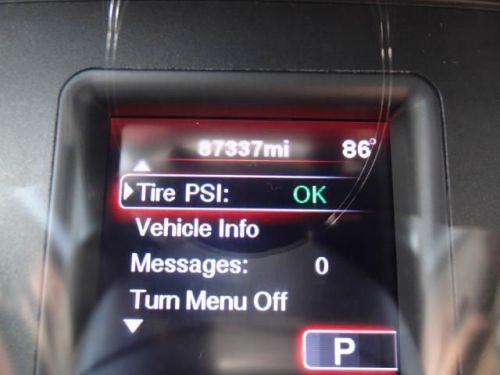 87337mi 86°
Tire PSI: OK
Vehicle Info
Messages: 0
Turn Menu Off
P